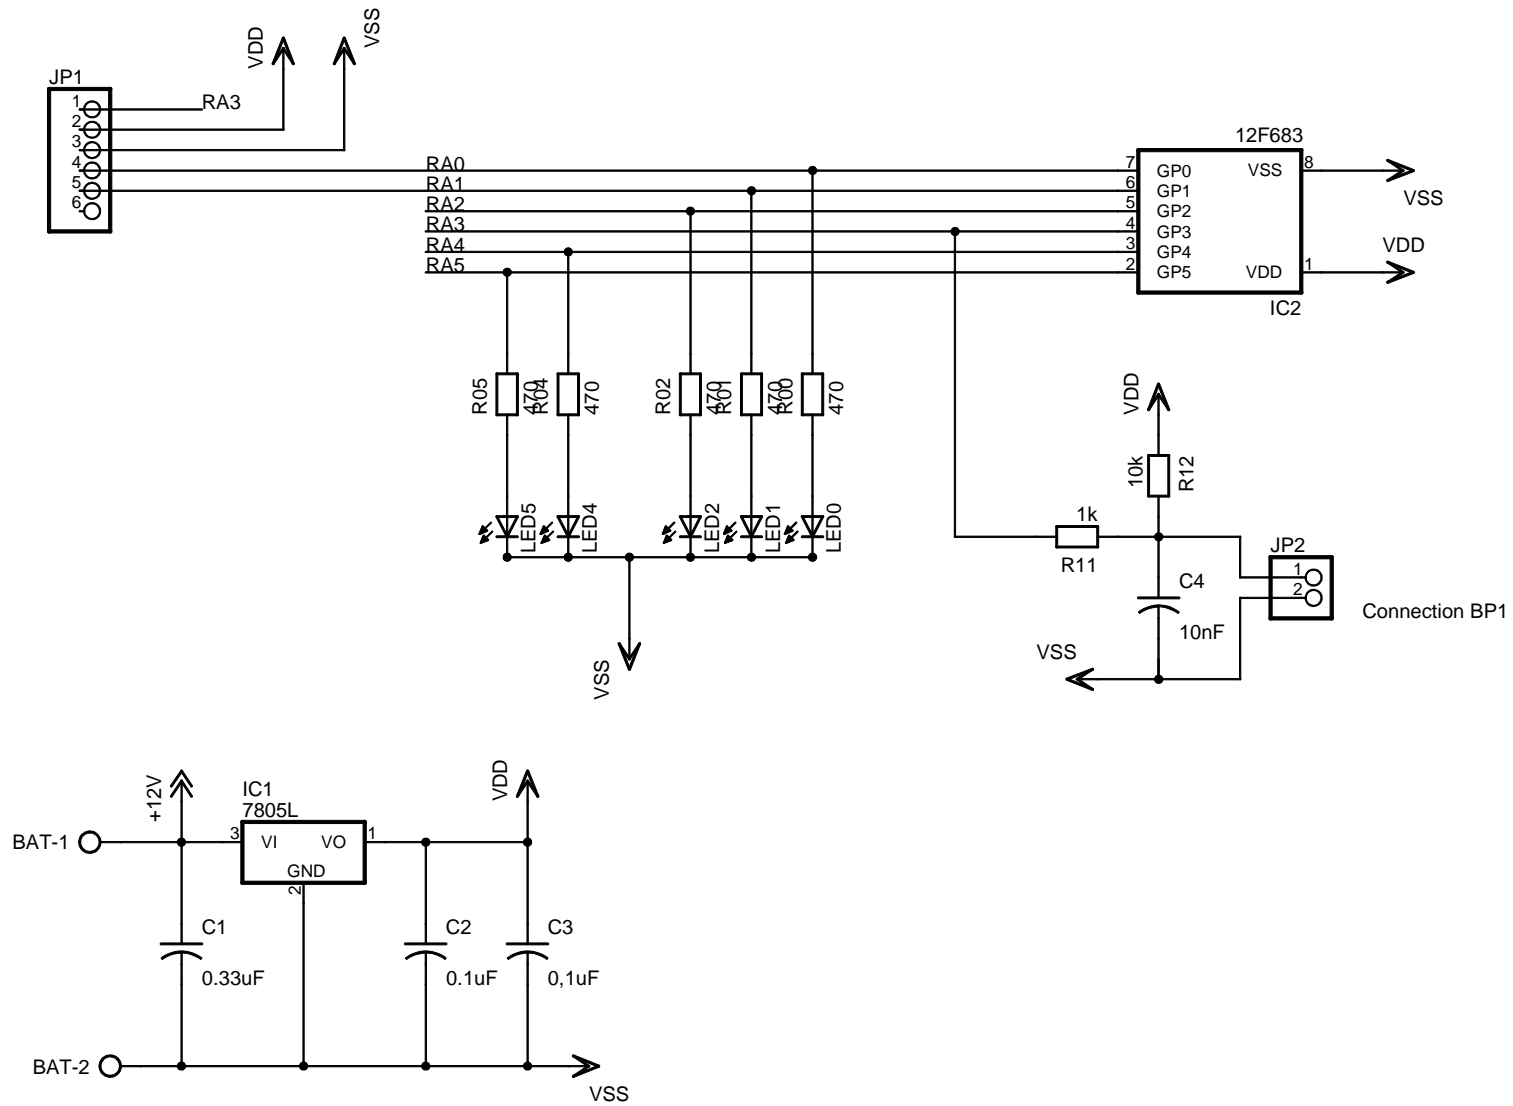 VDD
VSS
JP1
1
2
3
4
5
6
RA3
RA0
RA1
RA2
RA3
RA4
RA5
12F683
7
6
5
4
3
2
GP0
GP1
GP2
GP3
GP4
GP5
VSS
VDD
8
1
VSS
VDD
IC2
R05
470
R04
470
R02
470
R01
470
R00
470
LED5
LED4
LED2
LED1
LED0
VSS
VDD
10k
R12
1k
R11
C4
10nF
VSS
JP2
1
2
Connection BP1
+12V
IC1
7805L
VDD
BAT-1
3
VI
VO
1
GND
2
C1
0.33uF
C2
0.1uF
C3
0,1uF
BAT-2
VSS